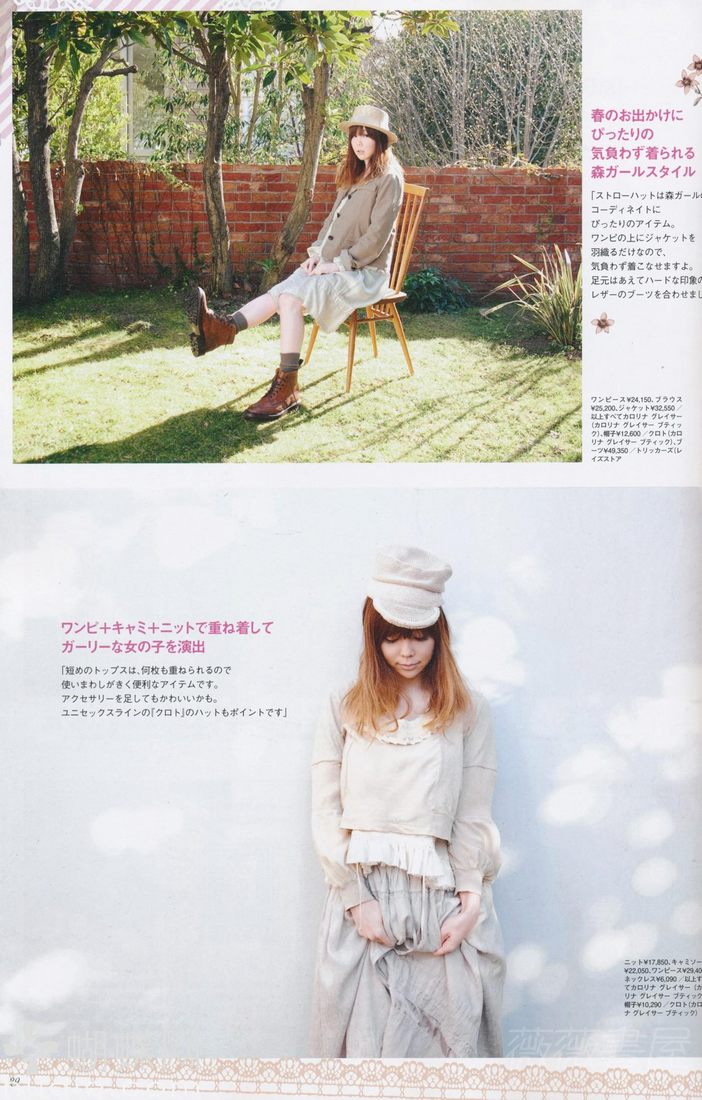 春のお出かけに
ぴったりの
気負わず着られる
森ガールスタイル
「ストローハットは森ガールの
コーディネイトに
ぴったりのアイテム。
ワンピの上にジャケットを
羽織るだけなので、
気負わず着こなせますよ。
足元はあえてハードな印象の
レザーのブーツを合わせまし
ワンピース¥24,150、ブラウス
¥25,200、ジャケット¥32,550／
以上すべてカロリナ グレイサー
（カロリナ グレイサー ブティッ
ク）、帽子¥12,600／クロト（カロ
リナ グレイサー ブティック）、ブ
ーツ¥49,350／トリッカーズ（レ
イズストア
ワンピ＋キャミ＋ニットで重ね着して
ガーリーな女の子を演出
「短めのトップスは、何枚も重ねられるので
使いまわしがきく便利なアイテムです。
アクセサリーを足してもかわいいかも。
ユニセックスラインの『クロト』のハットもポイントです」
ニット¥17,850、キャミソー
¥22,050、ワンピース¥29,40
ネックレス¥6,090／以上す
てカロリナ グレイサー（カ
リナ グレイサー ブティック
帽子¥10,290／クロト（カロ
ナ グレイサー ブティック）
29
薇薇書屋